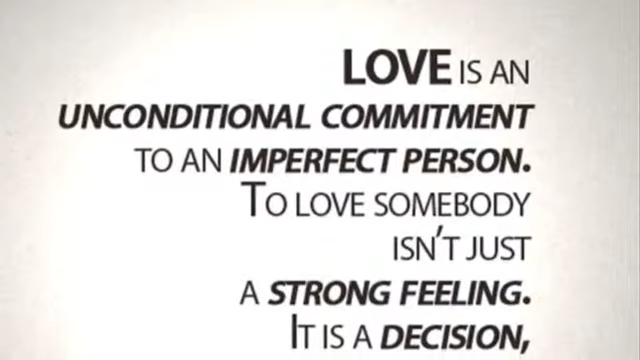 LOVE IS AN
UNCONDITIONAL COMMITMENT
TO AN IMPERFECT PERSON.
TO LOVE SOMEBODY
ISN'T JUST
A STRONG FEELING.
IT IS A DECISION,